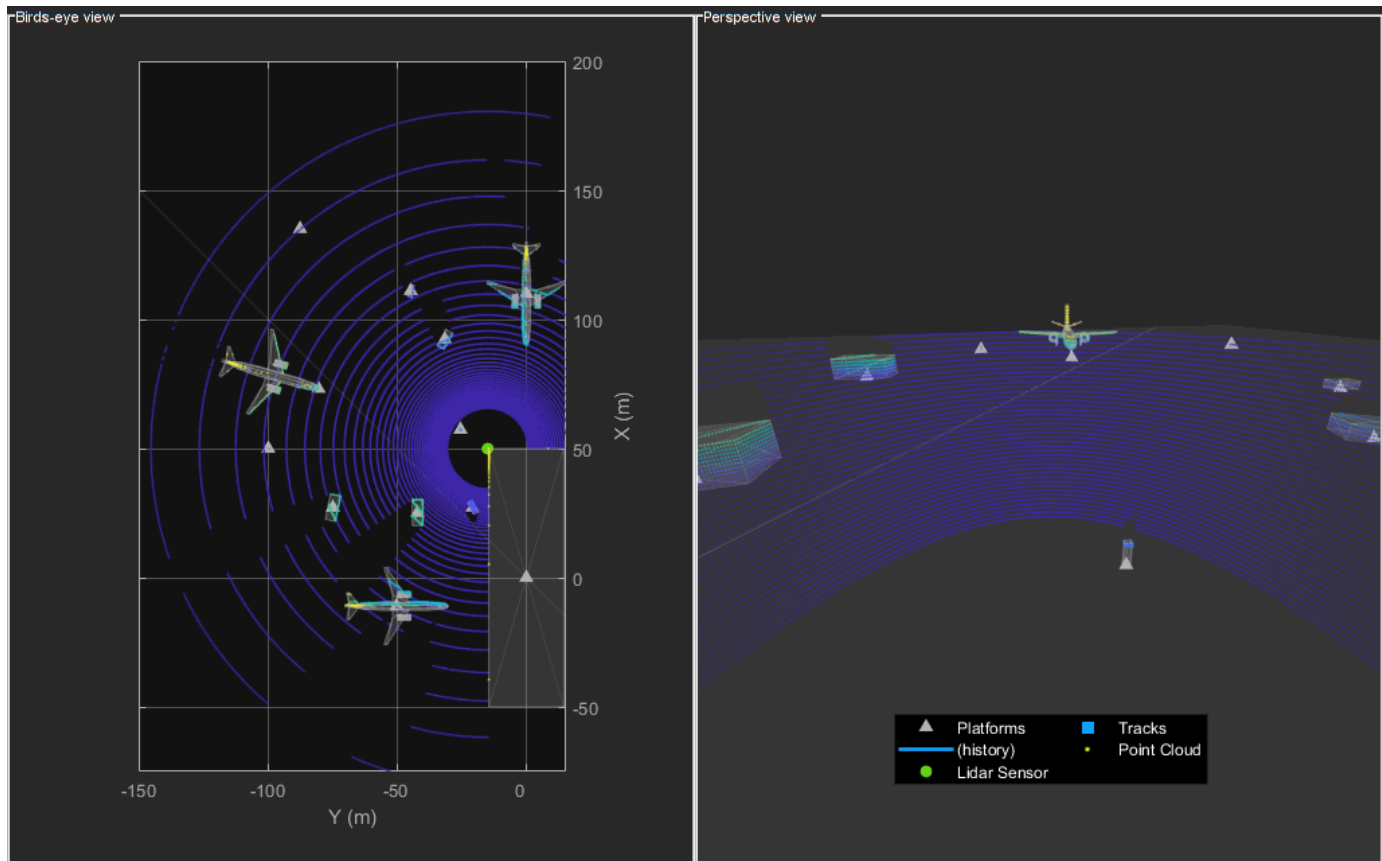 Birds-eye view
200
150
100
50
0
-50
-150
-100
-50
0
X (m)
Y (m)
Perspective view
Platforms
Tracks
(history)
Point Cloud
Lidar Sensor